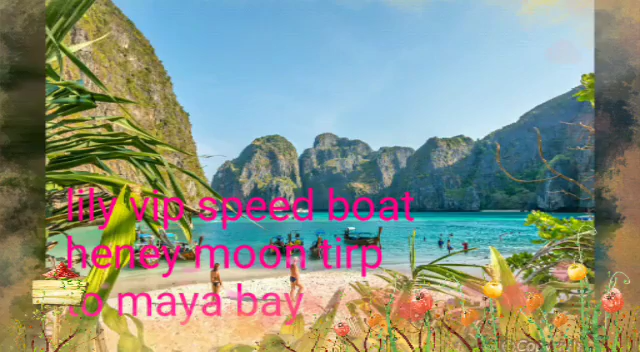 lily vip speed boat
heney moon tirp
to maya bay